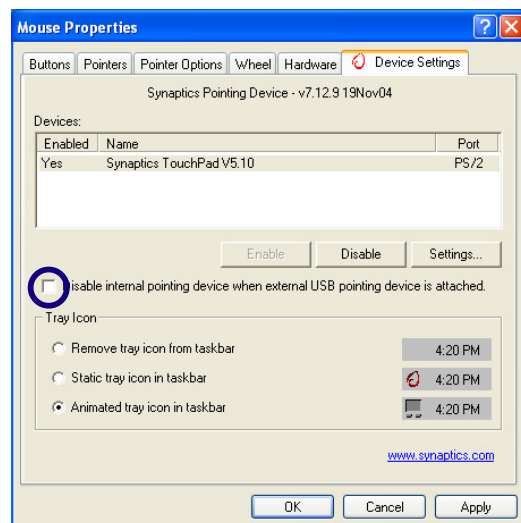 Mouse Properties
Buttons Pointers Pointer Options Wheel Hardware Device Settings
Synaptics Pointing Device - v7.12.9 19Nov04
Devices:
Enabled Name Port
Yes Synaptics TouchPad V5.10 PS/2
Enable Disable Settings...
Disable internal pointing device when external USB pointing device is attached.
Tray Icon
Remove tray icon from taskbar 4:20 PM
Static tray icon in taskbar 4:20 PM
Animated tray icon in taskbar 4:20 PM
www.synaptics.com
OK Cancel Apply